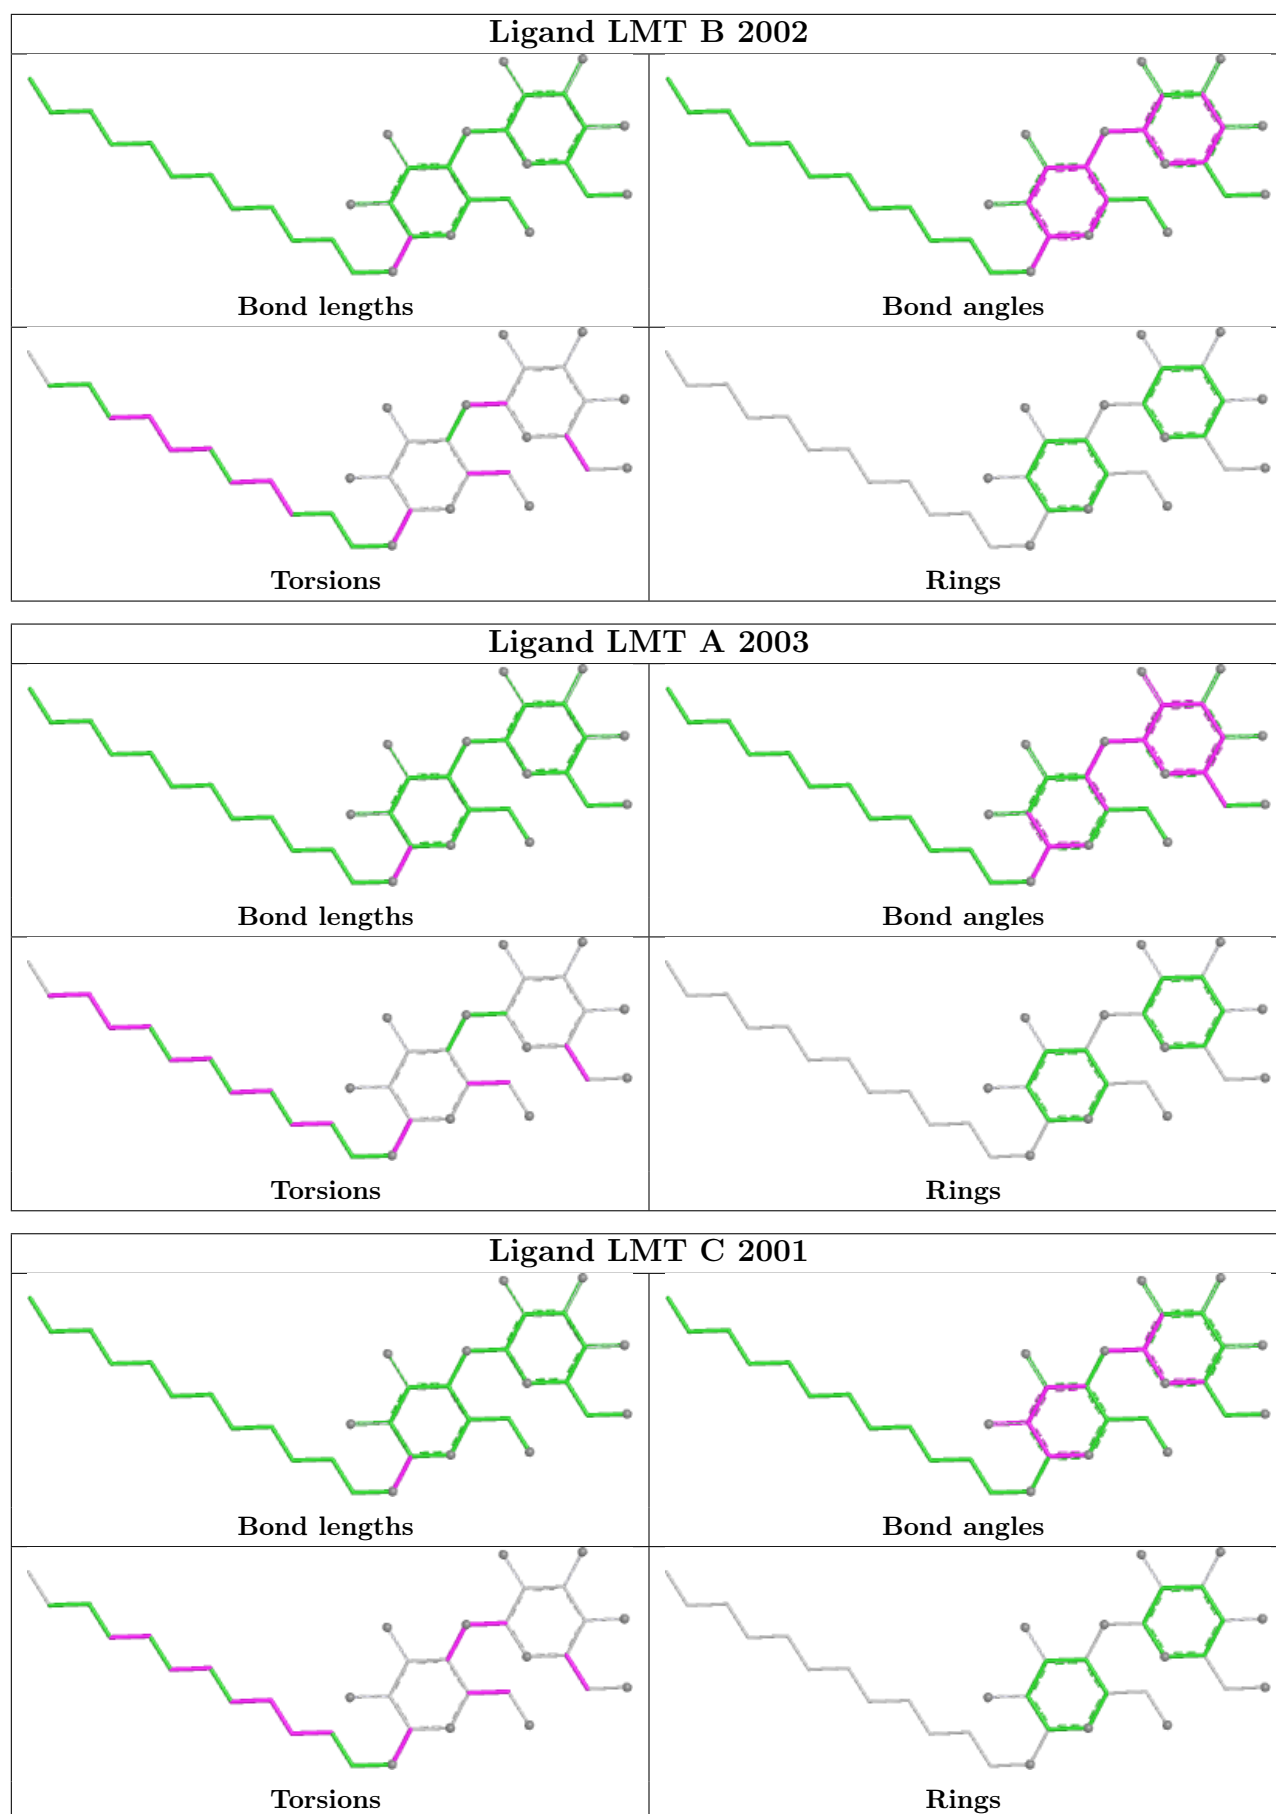 Ligand LMT B 2002
Bond lengths
Bond angles
Torsions
Rings
Ligand LMT A 2003
Bond lengths
Bond angles
Torsions
Rings
Ligand LMT C 2001
Bond lengths
Bond angles
Torsions
Rings